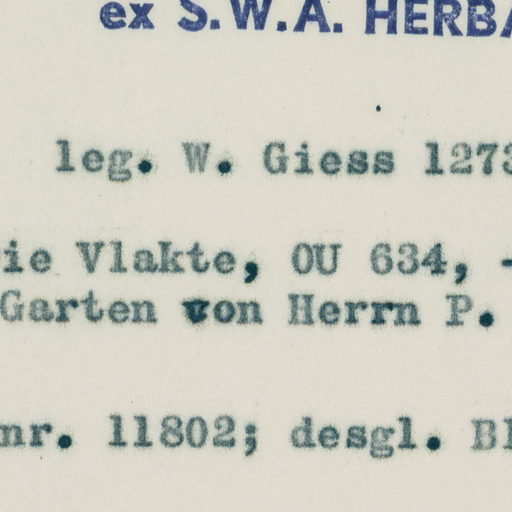 ex S.W.A. HERBA
leg. W. Giess 1273
ie Vlakte, OU 634, -
Garten von Herrn P.
nr. 11802; desgl. Bl